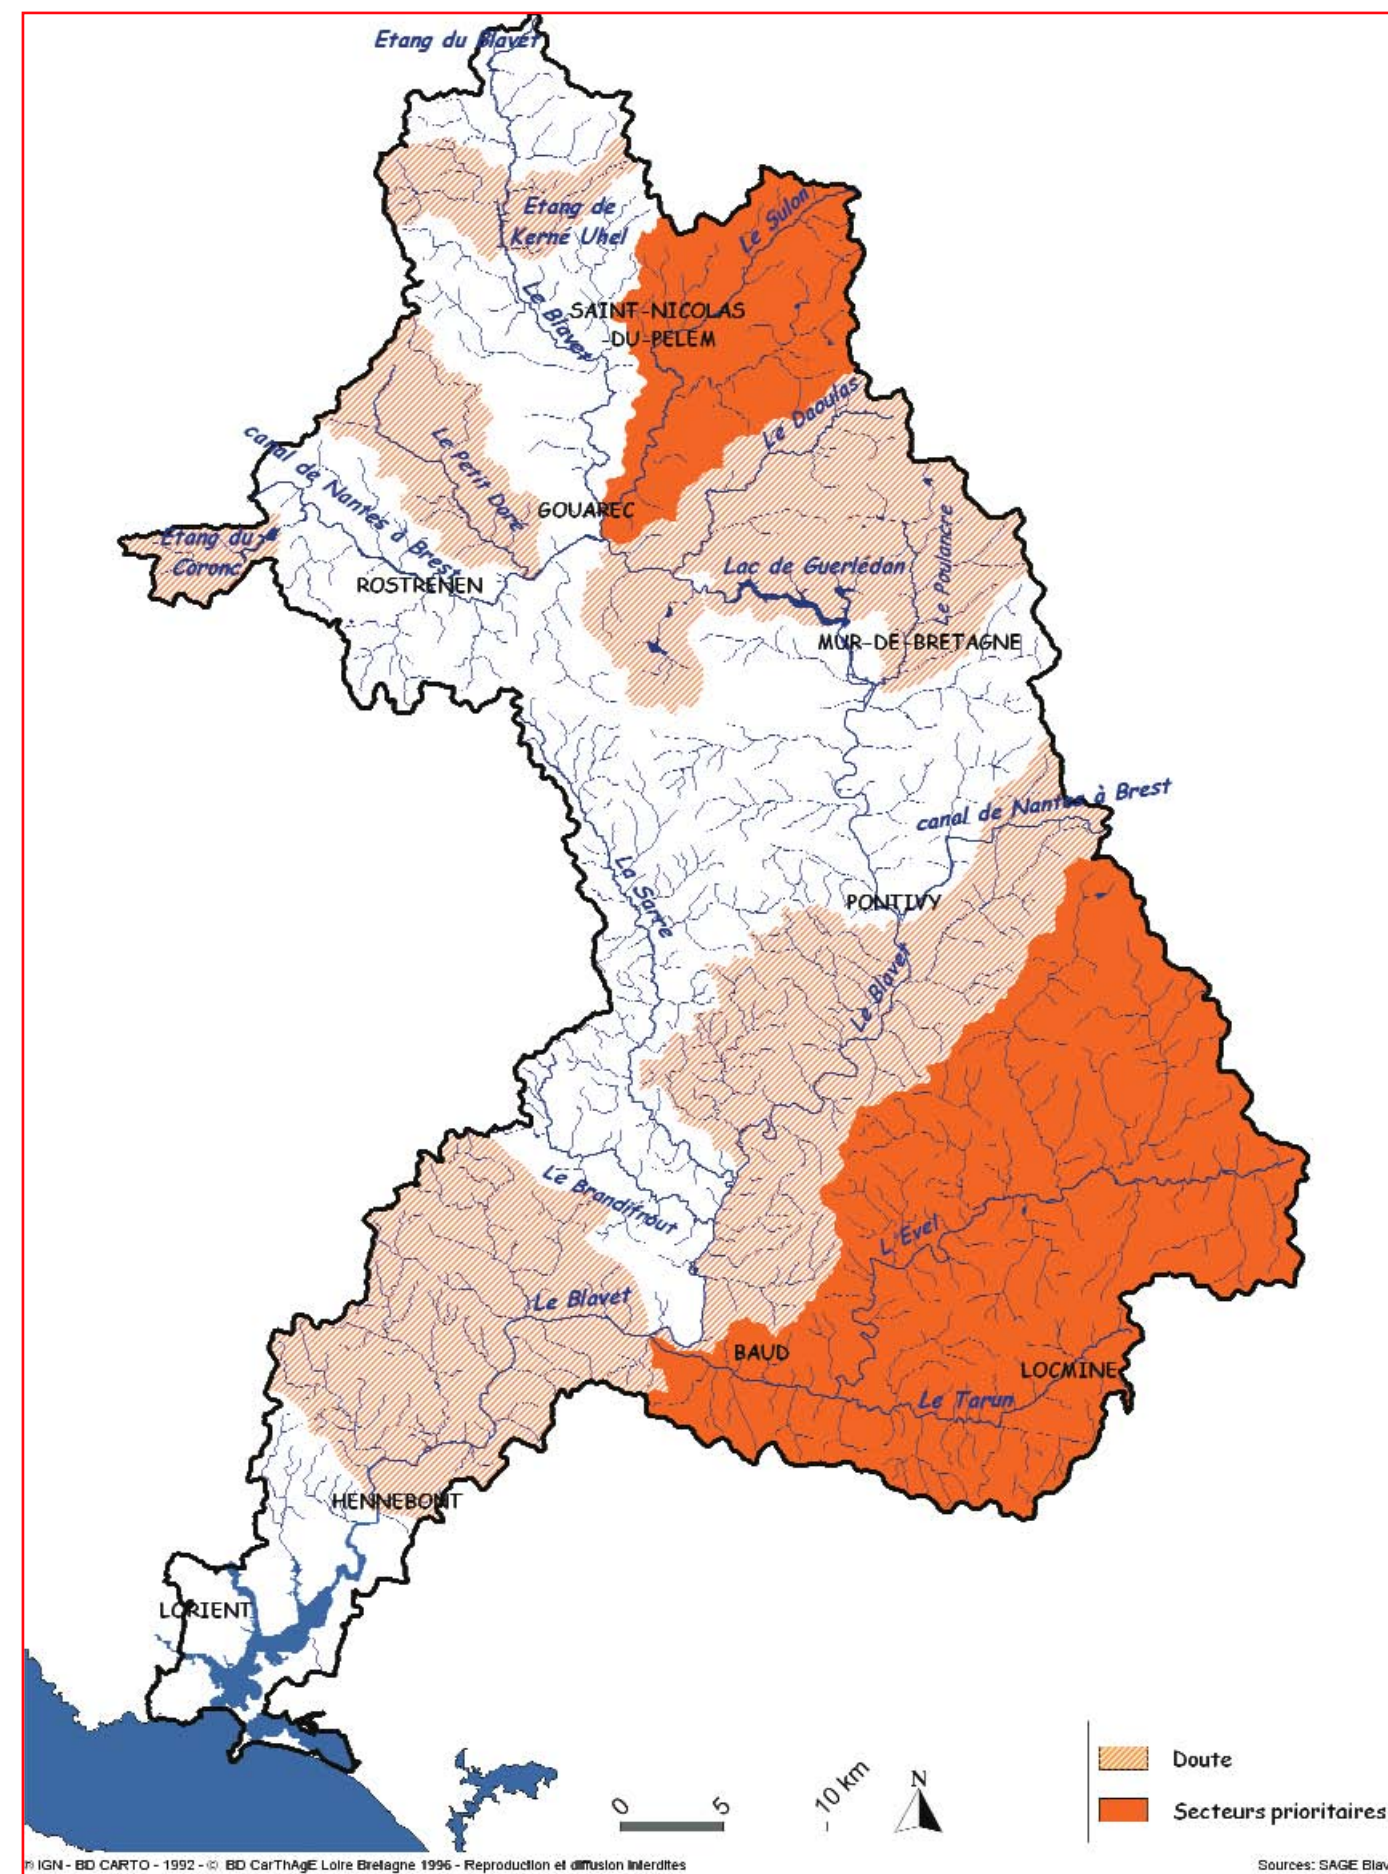 Etang du Blavet
Le Sulon
Etang de
Kerné Uhel
Le Blavet
SAINT-NICOLAS
-DU-PELEM
Le Daoulas
canal de Nantes à Brest
Le Petit Doré
GOUAREC
Etang du
Coronc
ROSTRENEN
Lac de Guerlédan
Le Poulancre
MUR-DE-BRETAGNE
canal de Nantes à Brest
La Sarre
PONTIVY
Le Blavet
Le Brandifrout
L'Evel
Le Blavet
BAUD
LOCMINE
Le Tarun
HENNEBONT
LORIENT
0 5 10 km
N
Doute
Secteurs prioritaires
© IGN - BD CARTO - 1992 - © BD CarThAgE Loire Bretagne 1996 - Reproduction et diffusion interdites
Sources: SAGE Blav